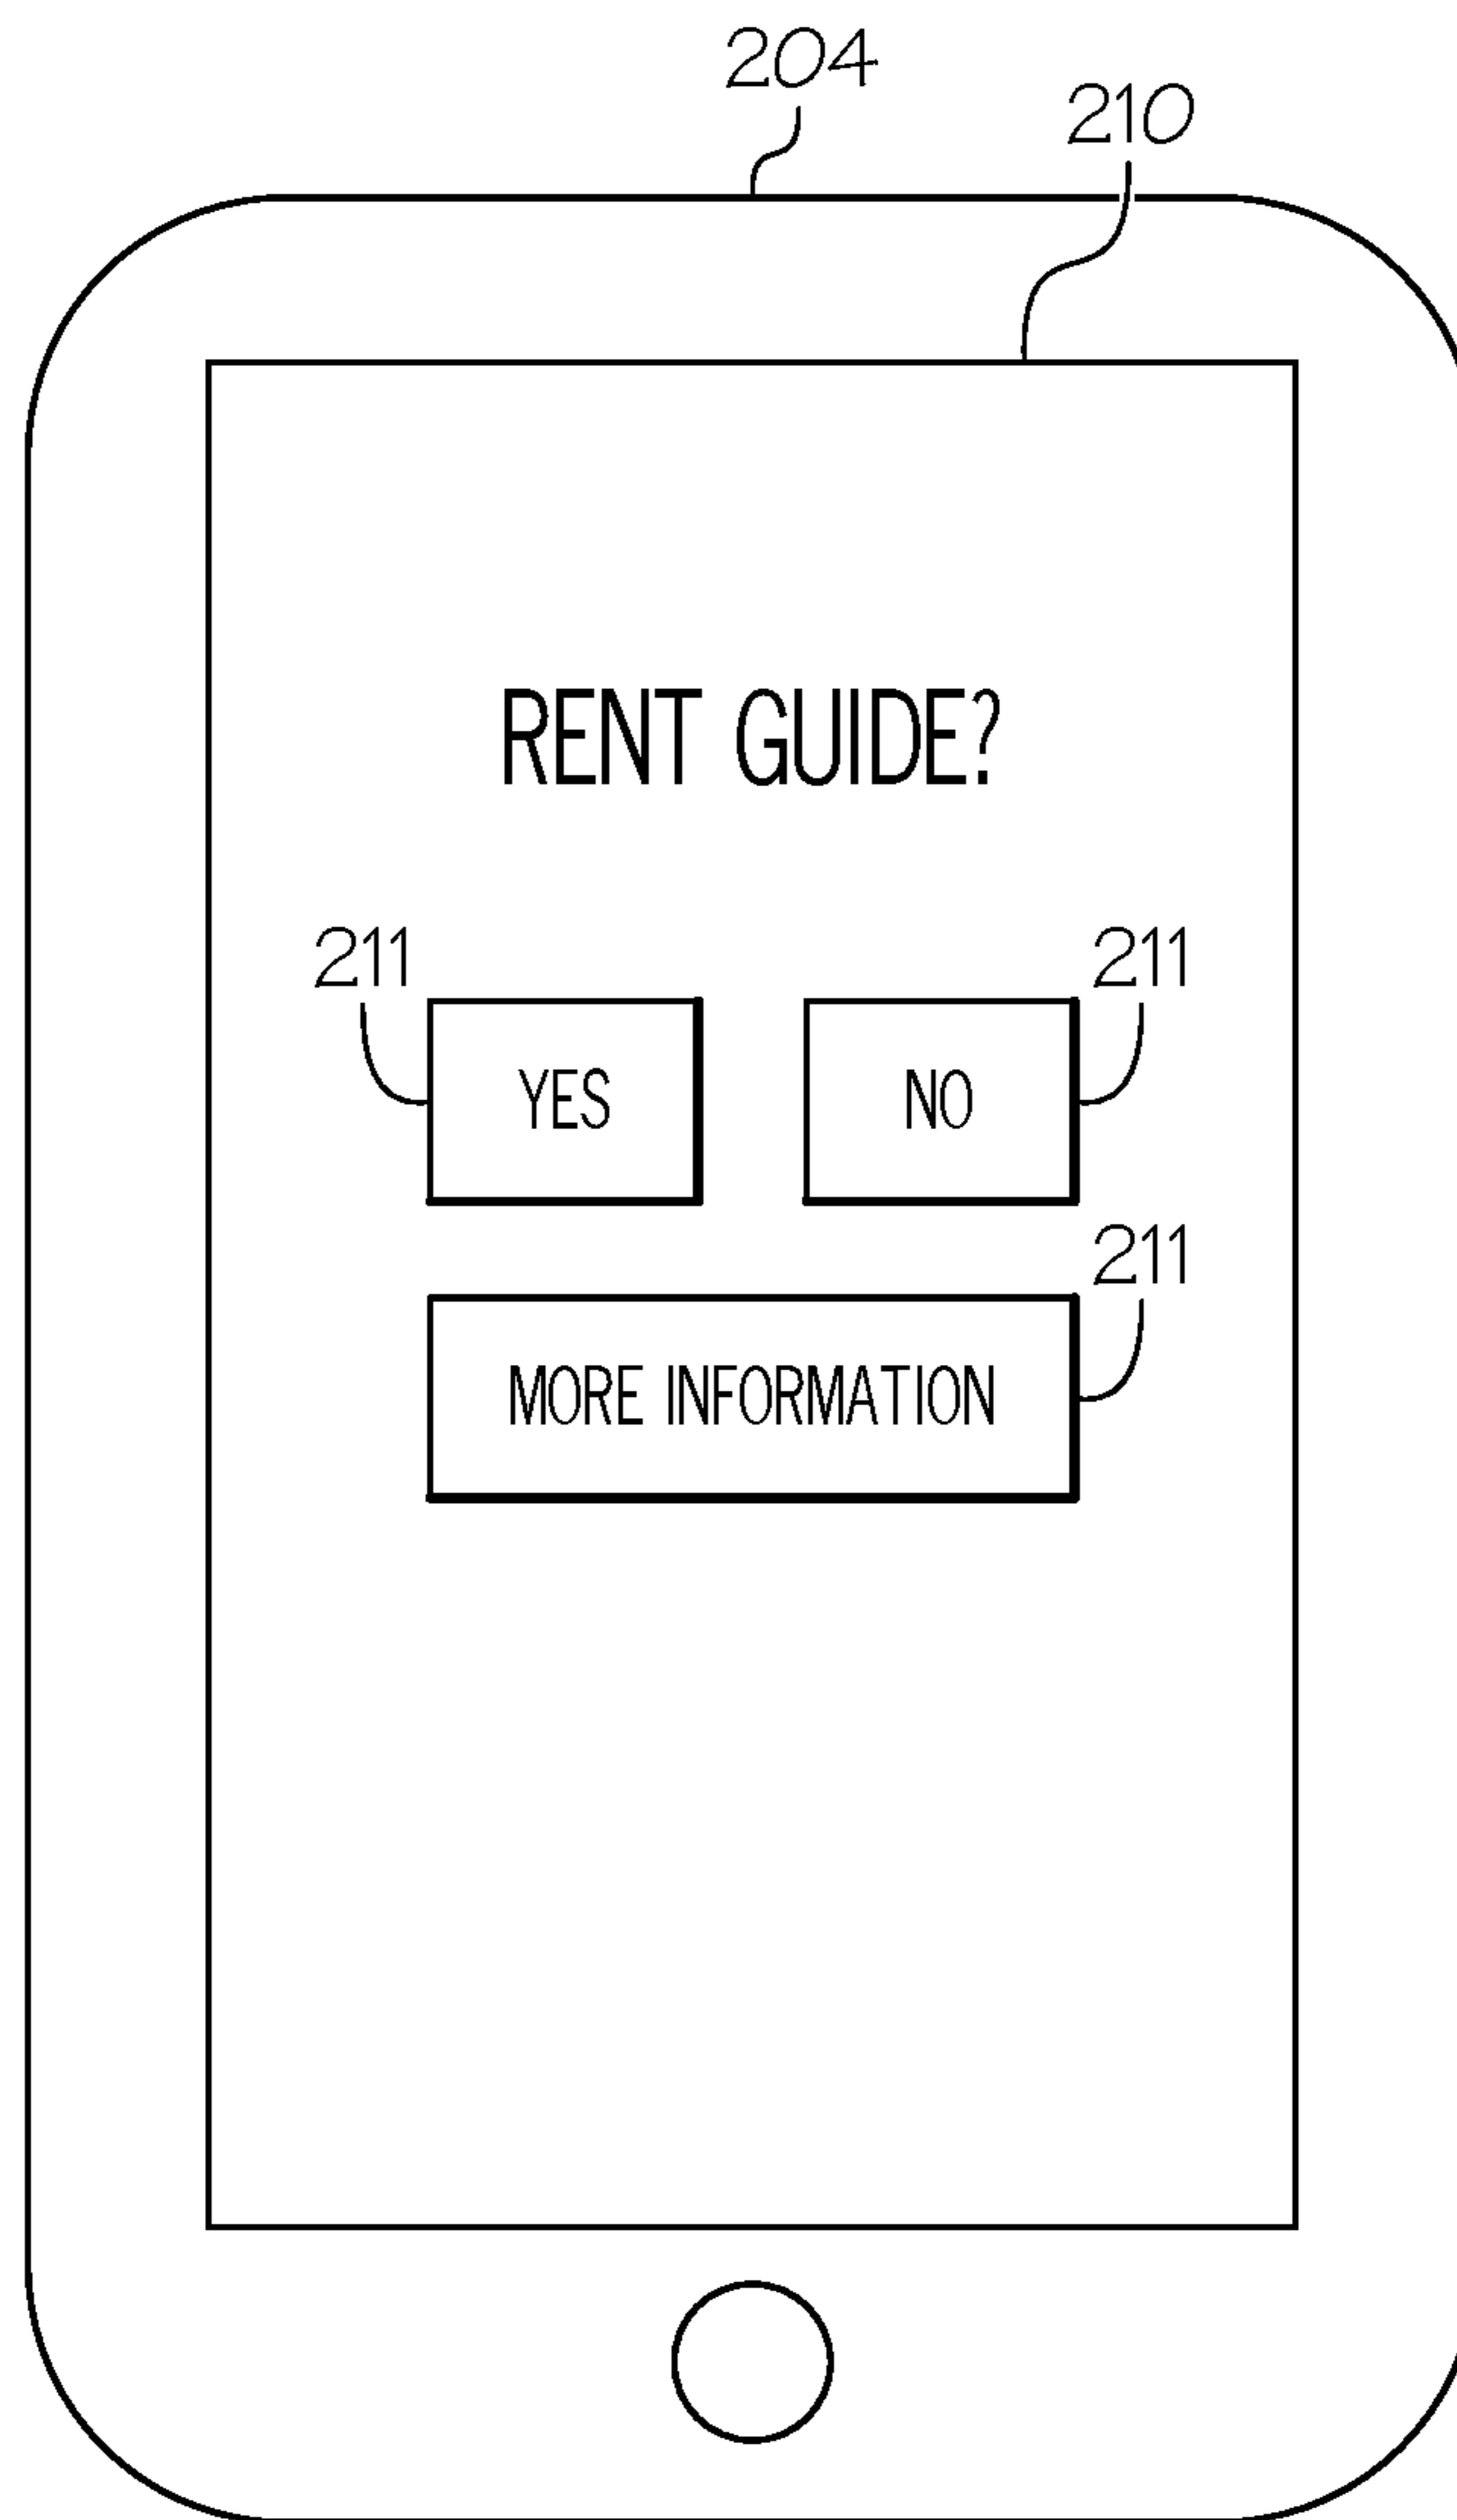 204
210
RENT GUIDE?
211 211
YES NO
211
MORE INFORMATION